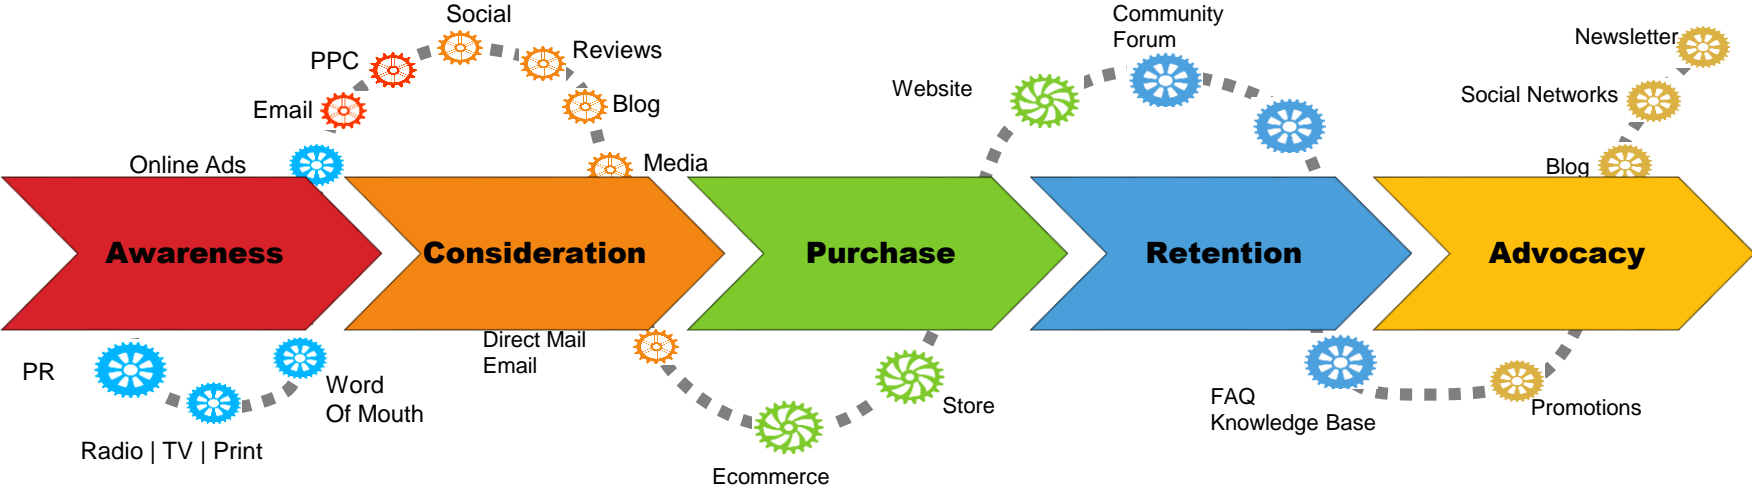 Social
PPC
Reviews
Email
Blog
Online Ads
Media
Community
Forum
Website
Newsletter
Social Networks
Blog
Awareness
Consideration
Purchase
Retention
Advocacy
PR
Word
Of Mouth
Radio | TV | Print
Direct Mail
Email
Store
Ecommerce
FAQ
Knowledge Base
Promotions